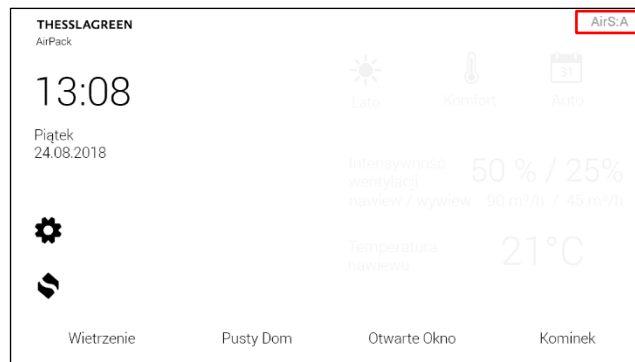 THESSLAGREEN
AirPack
AirS:A
13:08
Piątek
24.08.2018
31
Lato
Komfort
Auto
Intensywność
wentylacji
nawiew / wywiew
50 % / 25%
90 m³/h / 45 m³/h
Temperatura
nawiewu
21°C
Wietrzenie
Pusty Dom
Otwarte Okno
Kominek